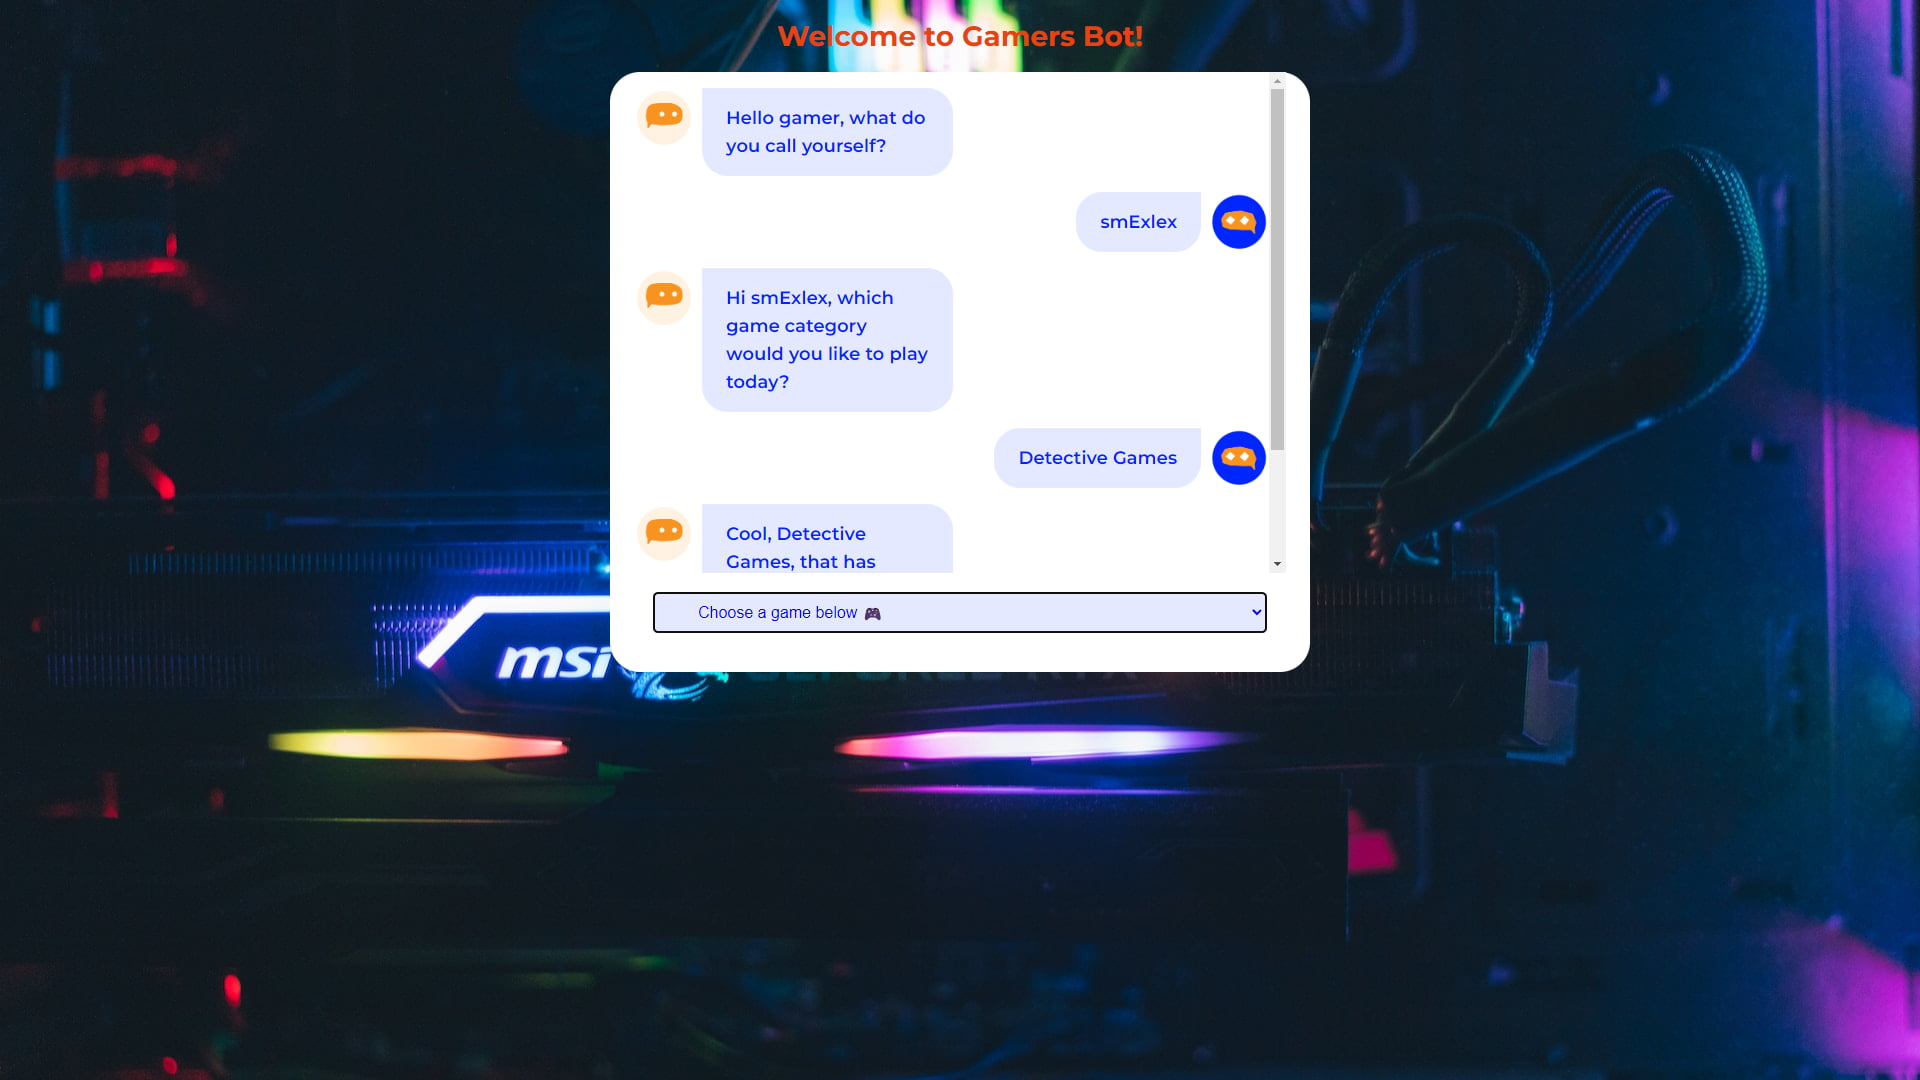 Welcome to Gamers Bot!
Hello gamer, what do
you call yourself?
smExlex
Hi smExlex, which
game category
would you like to play
today?
Detective Games
Cool, Detective
Games, that has
Choose a game below 🎮
msi